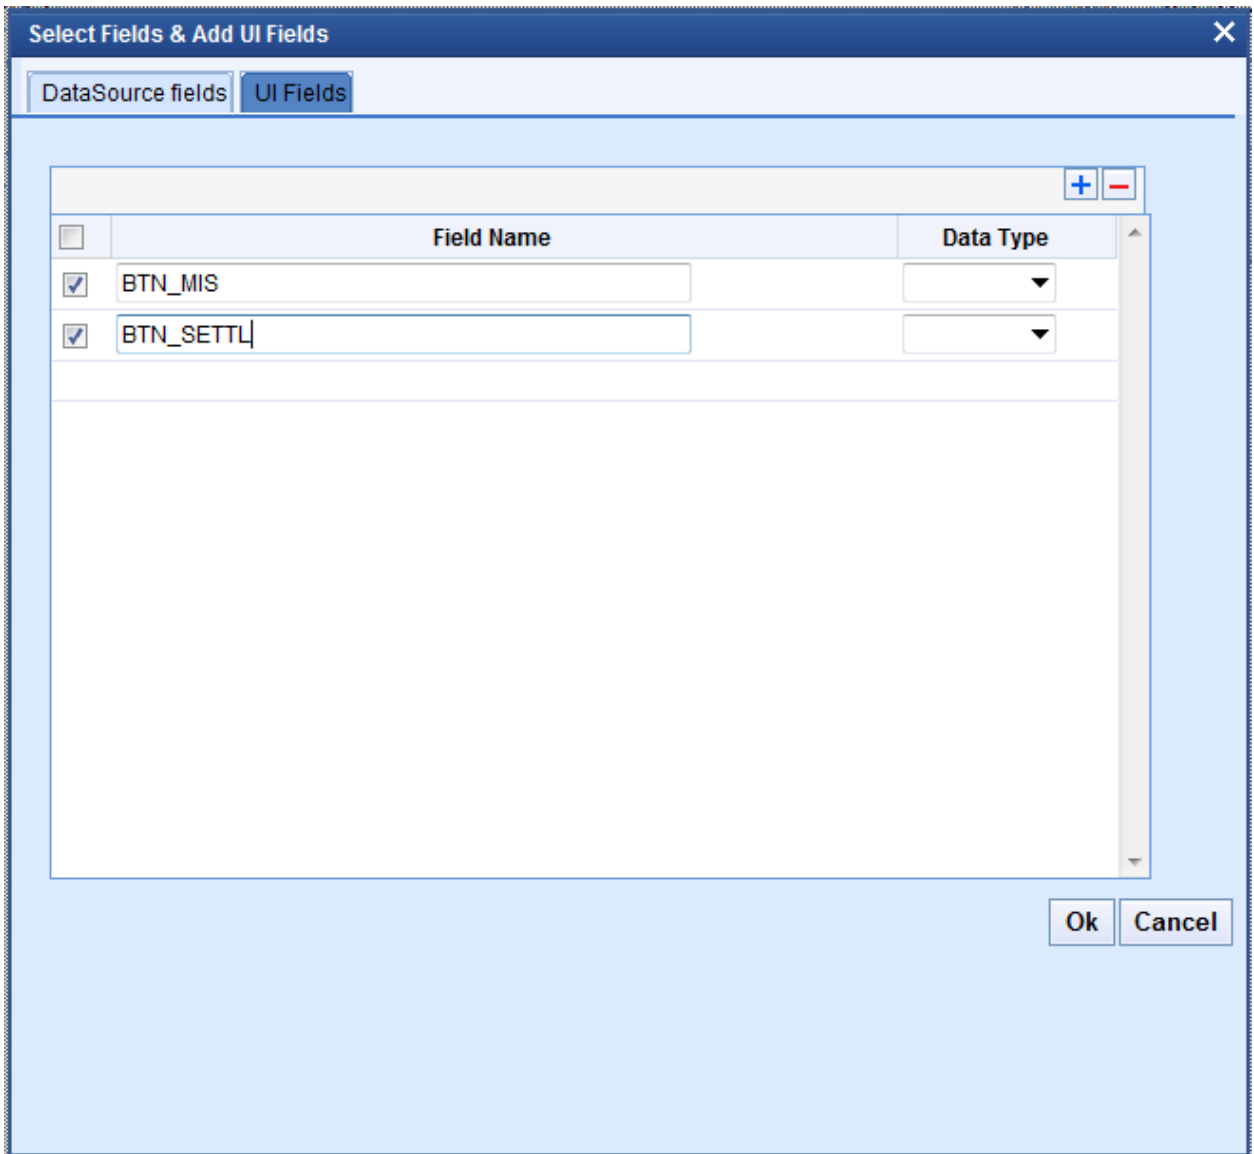 Select Fields & Add UI Fields
DataSource fields UI Fields
Field Name Data Type
BTN_MIS
BTN_SETTL
Ok Cancel